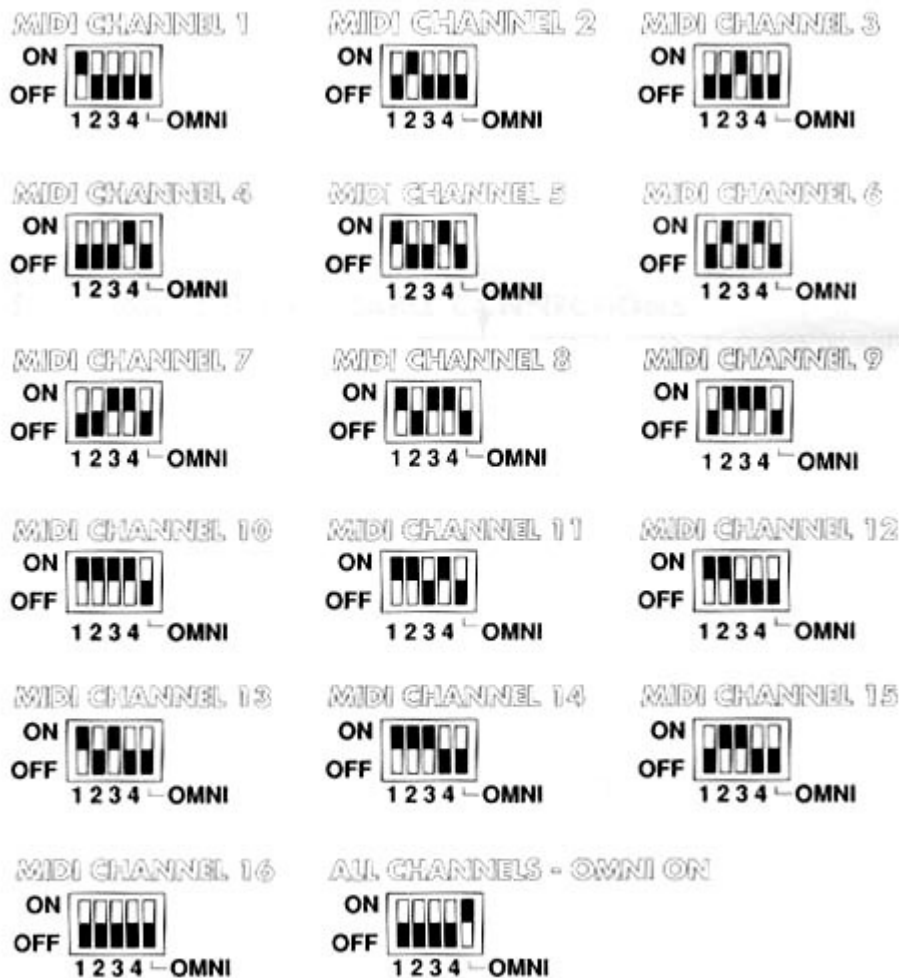 MIDI CHANNEL 1
ON
OFF
1 2 3 4 OMNI
MIDI CHANNEL 2
ON
OFF
1 2 3 4 OMNI
MIDI CHANNEL 3
ON
OFF
1 2 3 4 OMNI
MIDI CHANNEL 4
ON
OFF
1 2 3 4 OMNI
MIDI CHANNEL 5
ON
OFF
1 2 3 4 OMNI
MIDI CHANNEL 6
ON
OFF
1 2 3 4 OMNI
MIDI CHANNEL 7
ON
OFF
1 2 3 4 OMNI
MIDI CHANNEL 8
ON
OFF
1 2 3 4 OMNI
MIDI CHANNEL 9
ON
OFF
1 2 3 4 OMNI
MIDI CHANNEL 10
ON
OFF
1 2 3 4 OMNI
MIDI CHANNEL 11
ON
OFF
1 2 3 4 OMNI
MIDI CHANNEL 12
ON
OFF
1 2 3 4 OMNI
MIDI CHANNEL 13
ON
OFF
1 2 3 4 OMNI
MIDI CHANNEL 14
ON
OFF
1 2 3 4 OMNI
MIDI CHANNEL 15
ON
OFF
1 2 3 4 OMNI
MIDI CHANNEL 16
ON
OFF
1 2 3 4 OMNI
ALL CHANNELS - OMNI ON
ON
OFF
1 2 3 4 OMNI